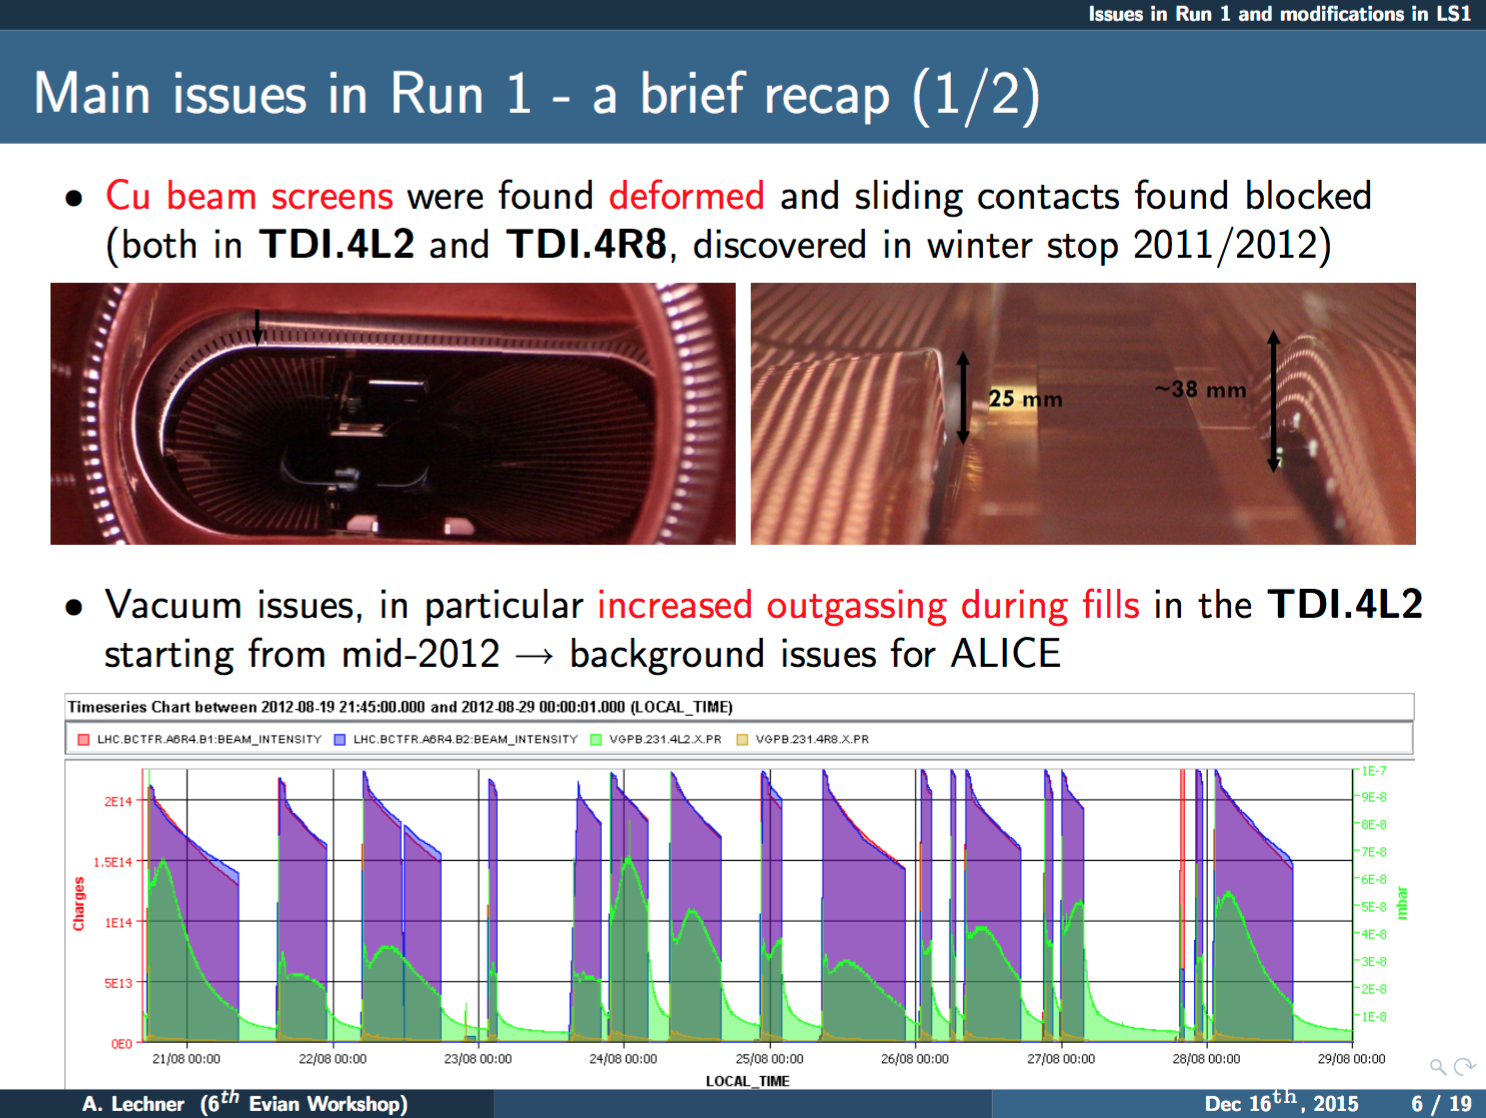 Issues in Run 1 and modifications in LS1
Main issues in Run 1 - a brief recap (1/2)
• Cu beam screens were found deformed and sliding contacts found blocked
(both in TDI.4L2 and TDI.4R8, discovered in winter stop 2011/2012)
25 mm
~38 mm
• Vacuum issues, in particular increased outgassing during fills in the TDI.4L2
starting from mid-2012 → background issues for ALICE
Timeseries Chart between 2012-08-19 21:45:00.000 and 2012-08-29 00:00:01.000 (LOCAL_TIME)
LHC.BCTFR.A6R4.B1:BEAM_INTENSITY LHC.BCTFR.A6R4.B2:BEAM_INTENSITY VGPB.231.4L2.X.PR VGPB.231.4R8.X.PR
Charges
2E14
1.5E14
1E14
5E13
0E0
1E-7
9E-8
8E-8
7E-8
6E-8
5E-8
4E-8
3E-8
2E-8
1E-8
mbar
21/08 00:00 22/08 00:00 23/08 00:00 24/08 00:00 25/08 00:00 26/08 00:00 27/08 00:00 28/08 00:00 29/08 00:00
LOCAL_TIME
A. Lechner (6th Evian Workshop) Dec 16th, 2015 6 / 19